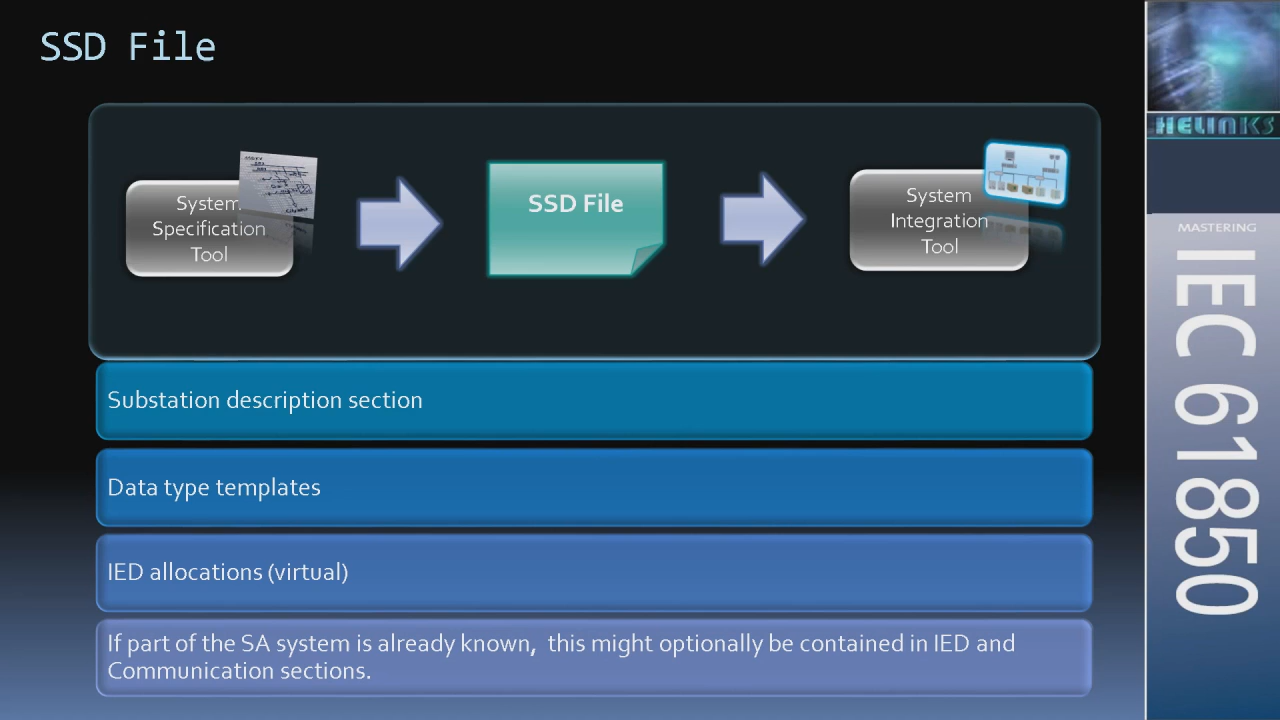 SSD File
System
Specification
Tool
SSD File
System
Integration
Tool
Substation description section
Data type templates
IED allocations (virtual)
If part of the SA system is already known,  this might optionally be contained in IED and
Communication sections.
HELINKS
MASTERING
IEC 61850